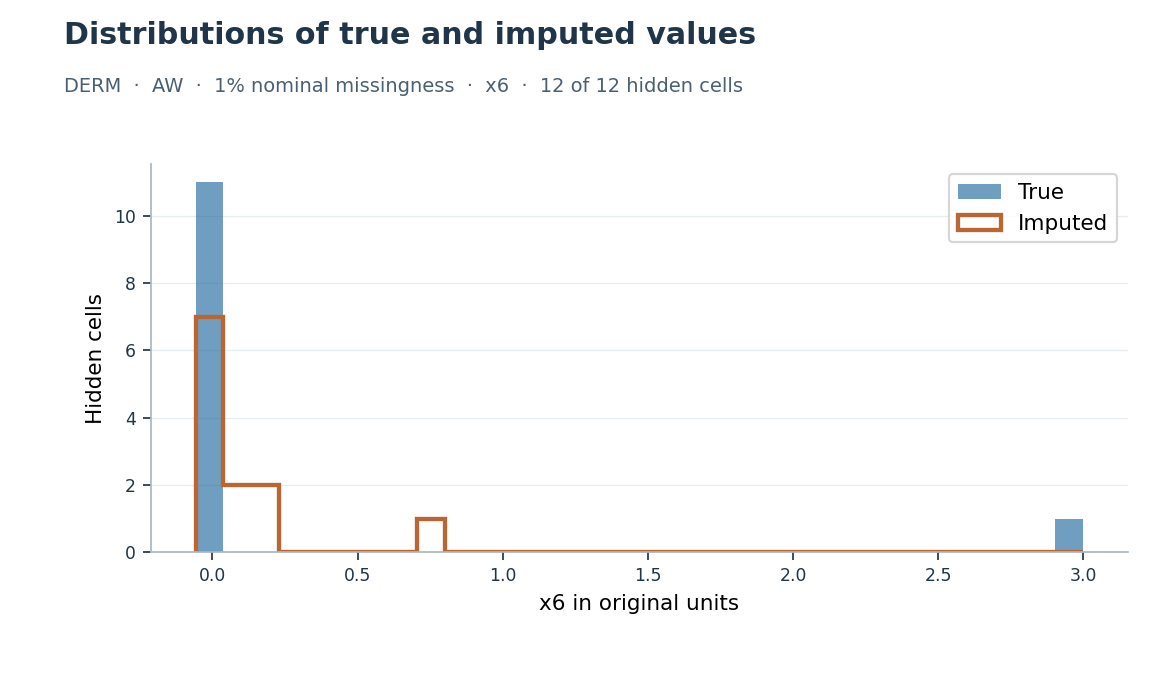 Distributions of true and imputed values
DERM · AW · 1% nominal missingness · x6 · 12 of 12 hidden cells
True
Imputed
Hidden cells
10
8
6
4
2
0
0.0 0.5 1.0 1.5 2.0 2.5 3.0
x6 in original units